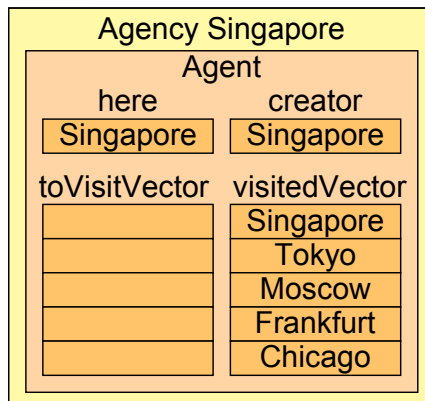 Agency Singapore
Agent
here creator
Singapore Singapore
toVisitVector visitedVector
Singapore
Tokyo
Moscow
Frankfurt
Chicago